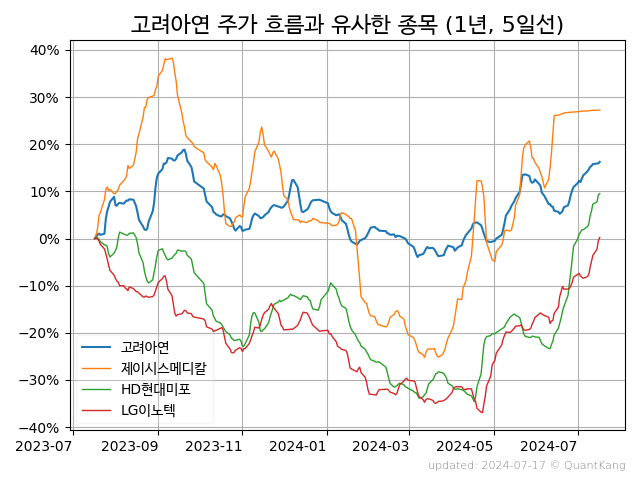 고려아연 주가 흐름과 유사한 종목 (1년, 5일선)
40%
30%
20%
10%
0%
−10%
−20%
−30%
−40%
고려아연
제이시스메디칼
HD현대미포
LG이노텍
2023-07 2023-09 2023-11 2024-01 2024-03 2024-05 2024-07
updated: 2024-07-17 © QuantKang